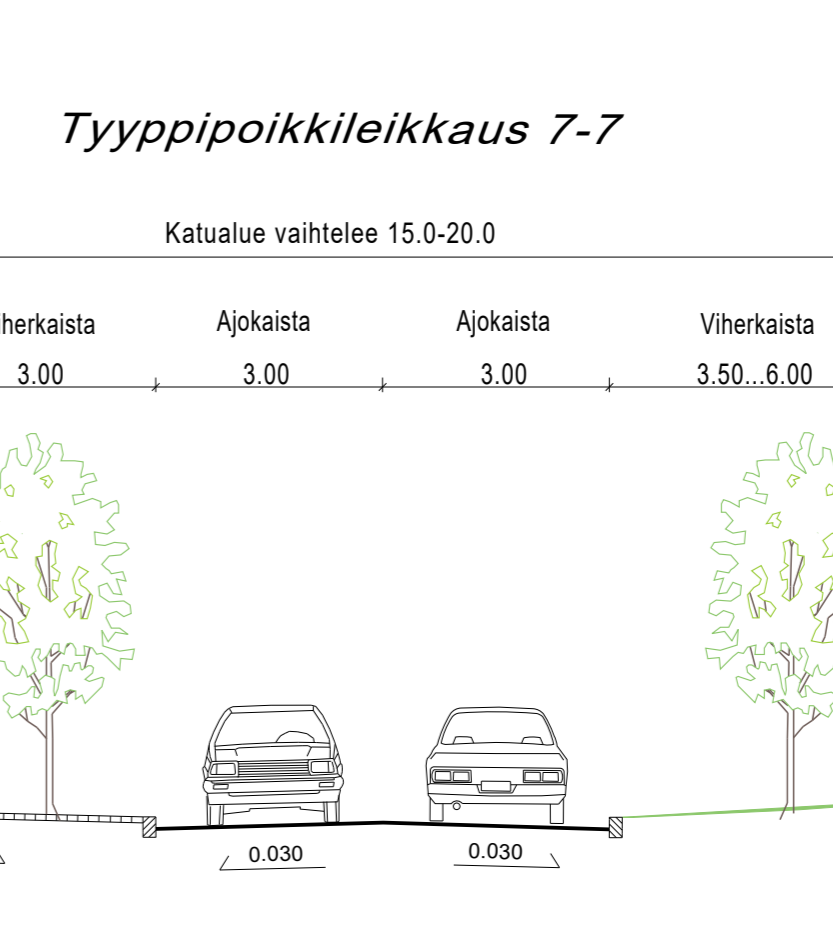 Tyyppipoikkileikkaus 7-7
Katualue vaihtelee 15.0-20.0
iherkaista Ajokaista Ajokaista Viherkaista
3.00 3.00 3.00 3.50...6.00
0.030 0.030